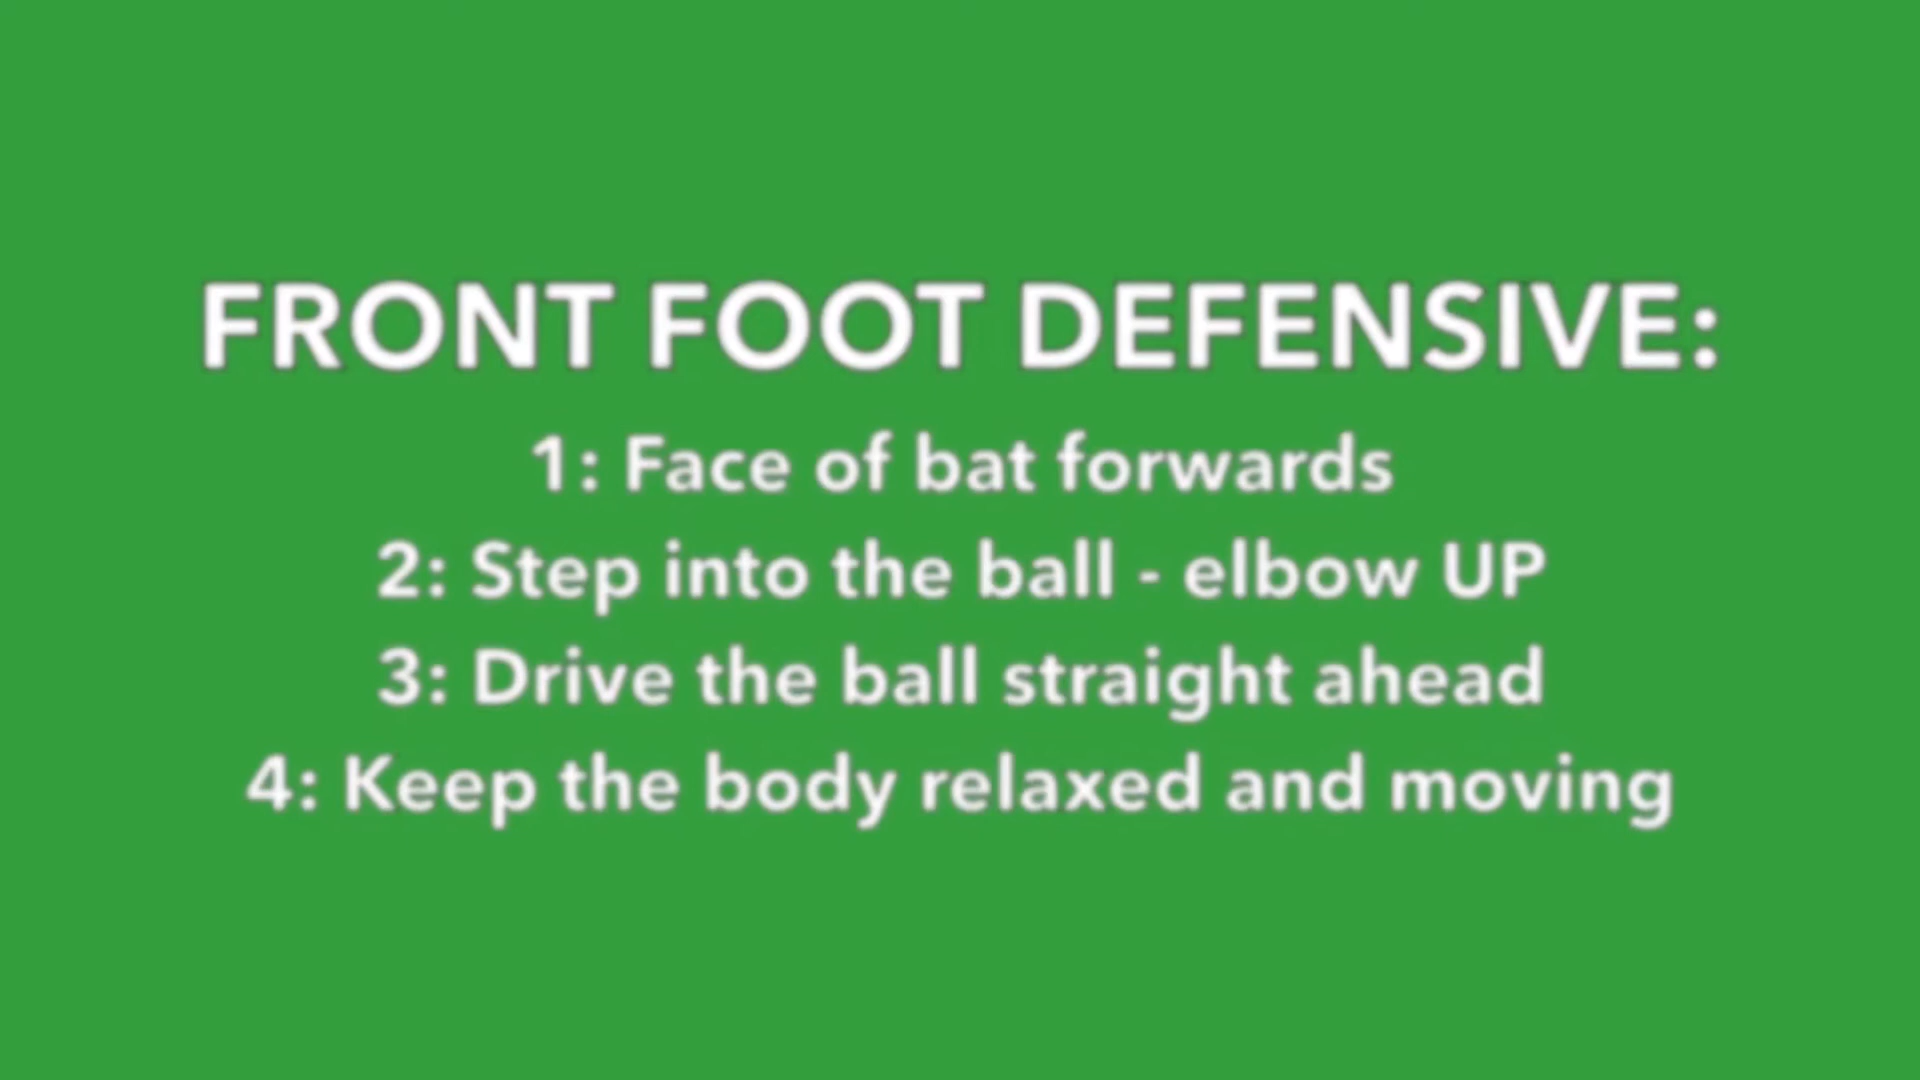 FRONT FOOT DEFENSIVE:
1: Face of bat forwards
2: Step into the ball - elbow UP
3: Drive the ball straight ahead
4: Keep the body relaxed and moving